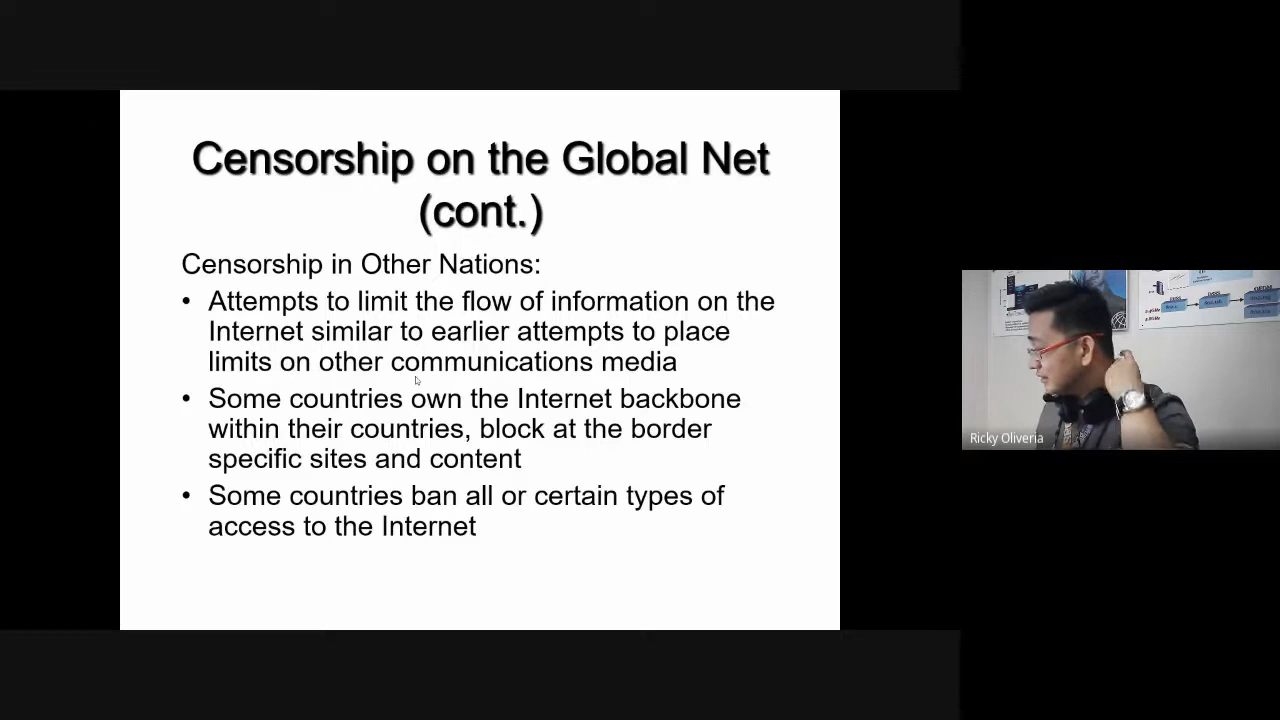 Censorship on the Global Net
(cont.)
Censorship in Other Nations:
• Attempts to limit the flow of information on the
Internet similar to earlier attempts to place
limits on other communications media
• Some countries own the Internet backbone
within their countries, block at the border
specific sites and content
• Some countries ban all or certain types of
access to the Internet
Ricky Oliveria